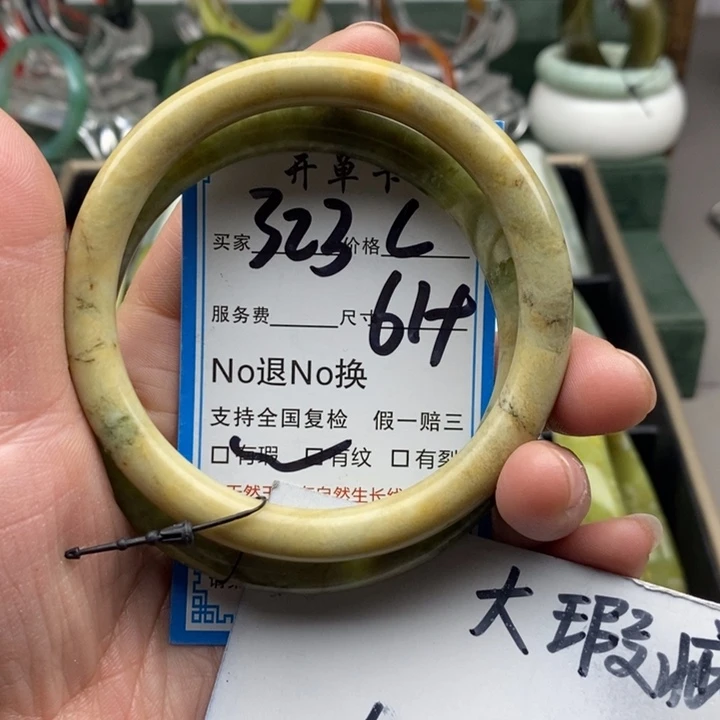 开单卡
买家 323 价格 L
服务费 尺寸 61+
No退No换
支持全国复检 假一赔三
□有瑕 □有纹 □有裂
大瑕疵